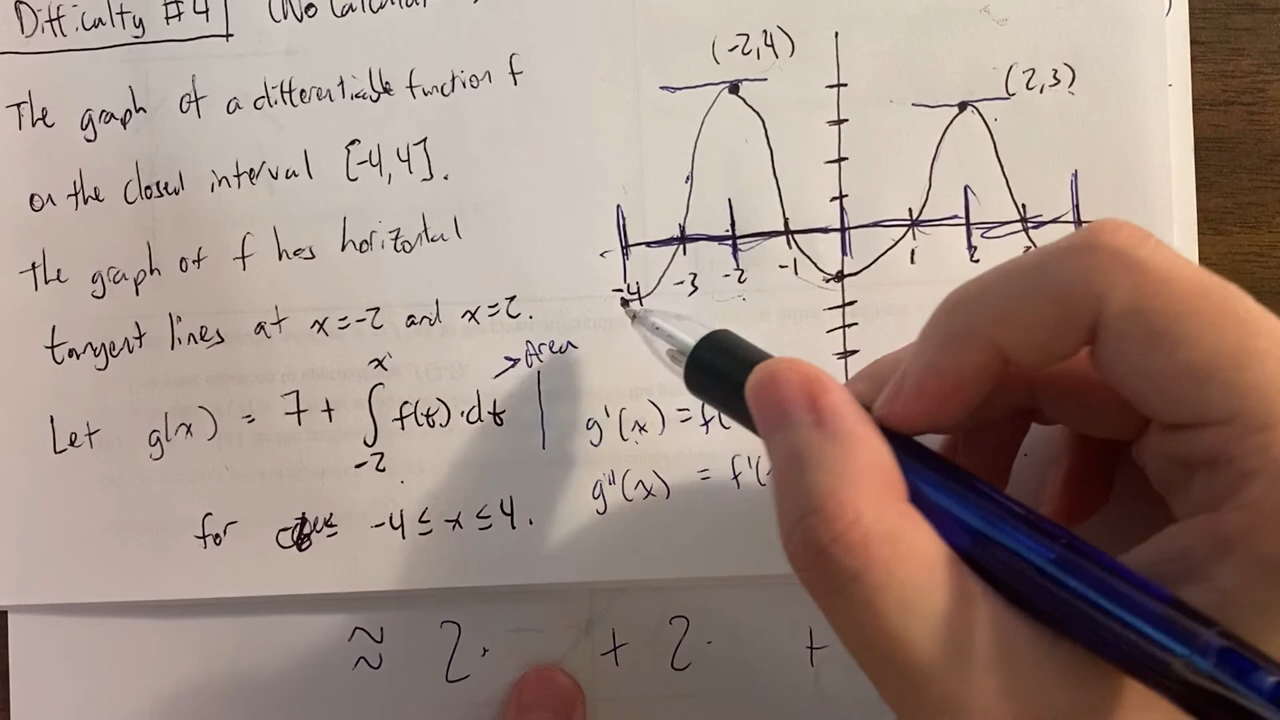 Difficulty #4 (No Calculator
The graph of a differentiable function f
on the closed interval [-4,4].
The graph of f has horizontal
tangent lines at x=-2 and x=2.
> Area
Let g(x) = 7 + ∫_{-2}^{x} f(t)·dt
for -4 ≤ x ≤ 4.
g'(x) = f(
g''(x) = f'(
(-2,4)
(2,3)
-4 -3 -2 -1 1 2
≈ 2· + 2· +